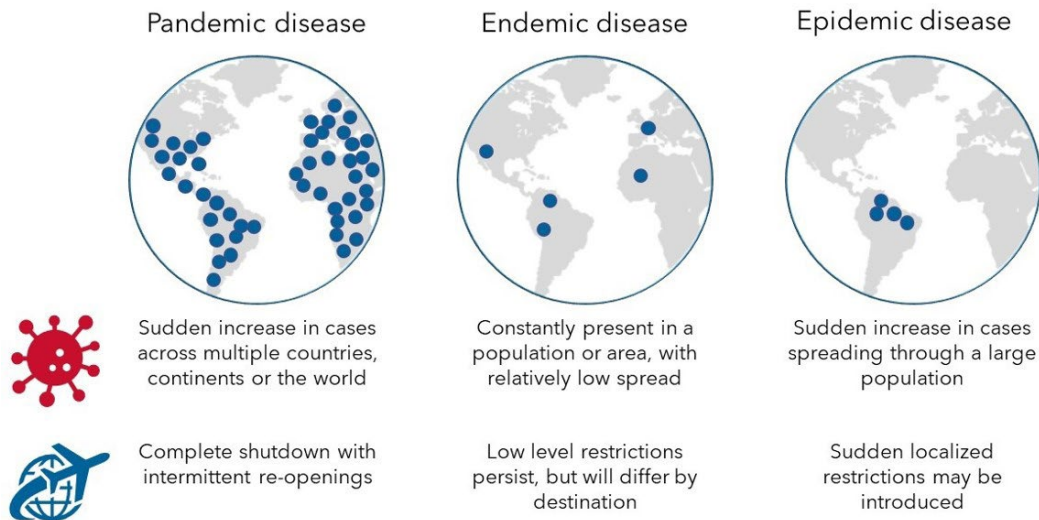 Pandemic disease
Endemic disease
Epidemic disease
Sudden increase in cases
across multiple countries,
continents or the world
Constantly present in a
population or area, with
relatively low spread
Sudden increase in cases
spreading through a large
population
Complete shutdown with
intermittent re-openings
Low level restrictions
persist, but will differ by
destination
Sudden localized
restrictions may be
introduced